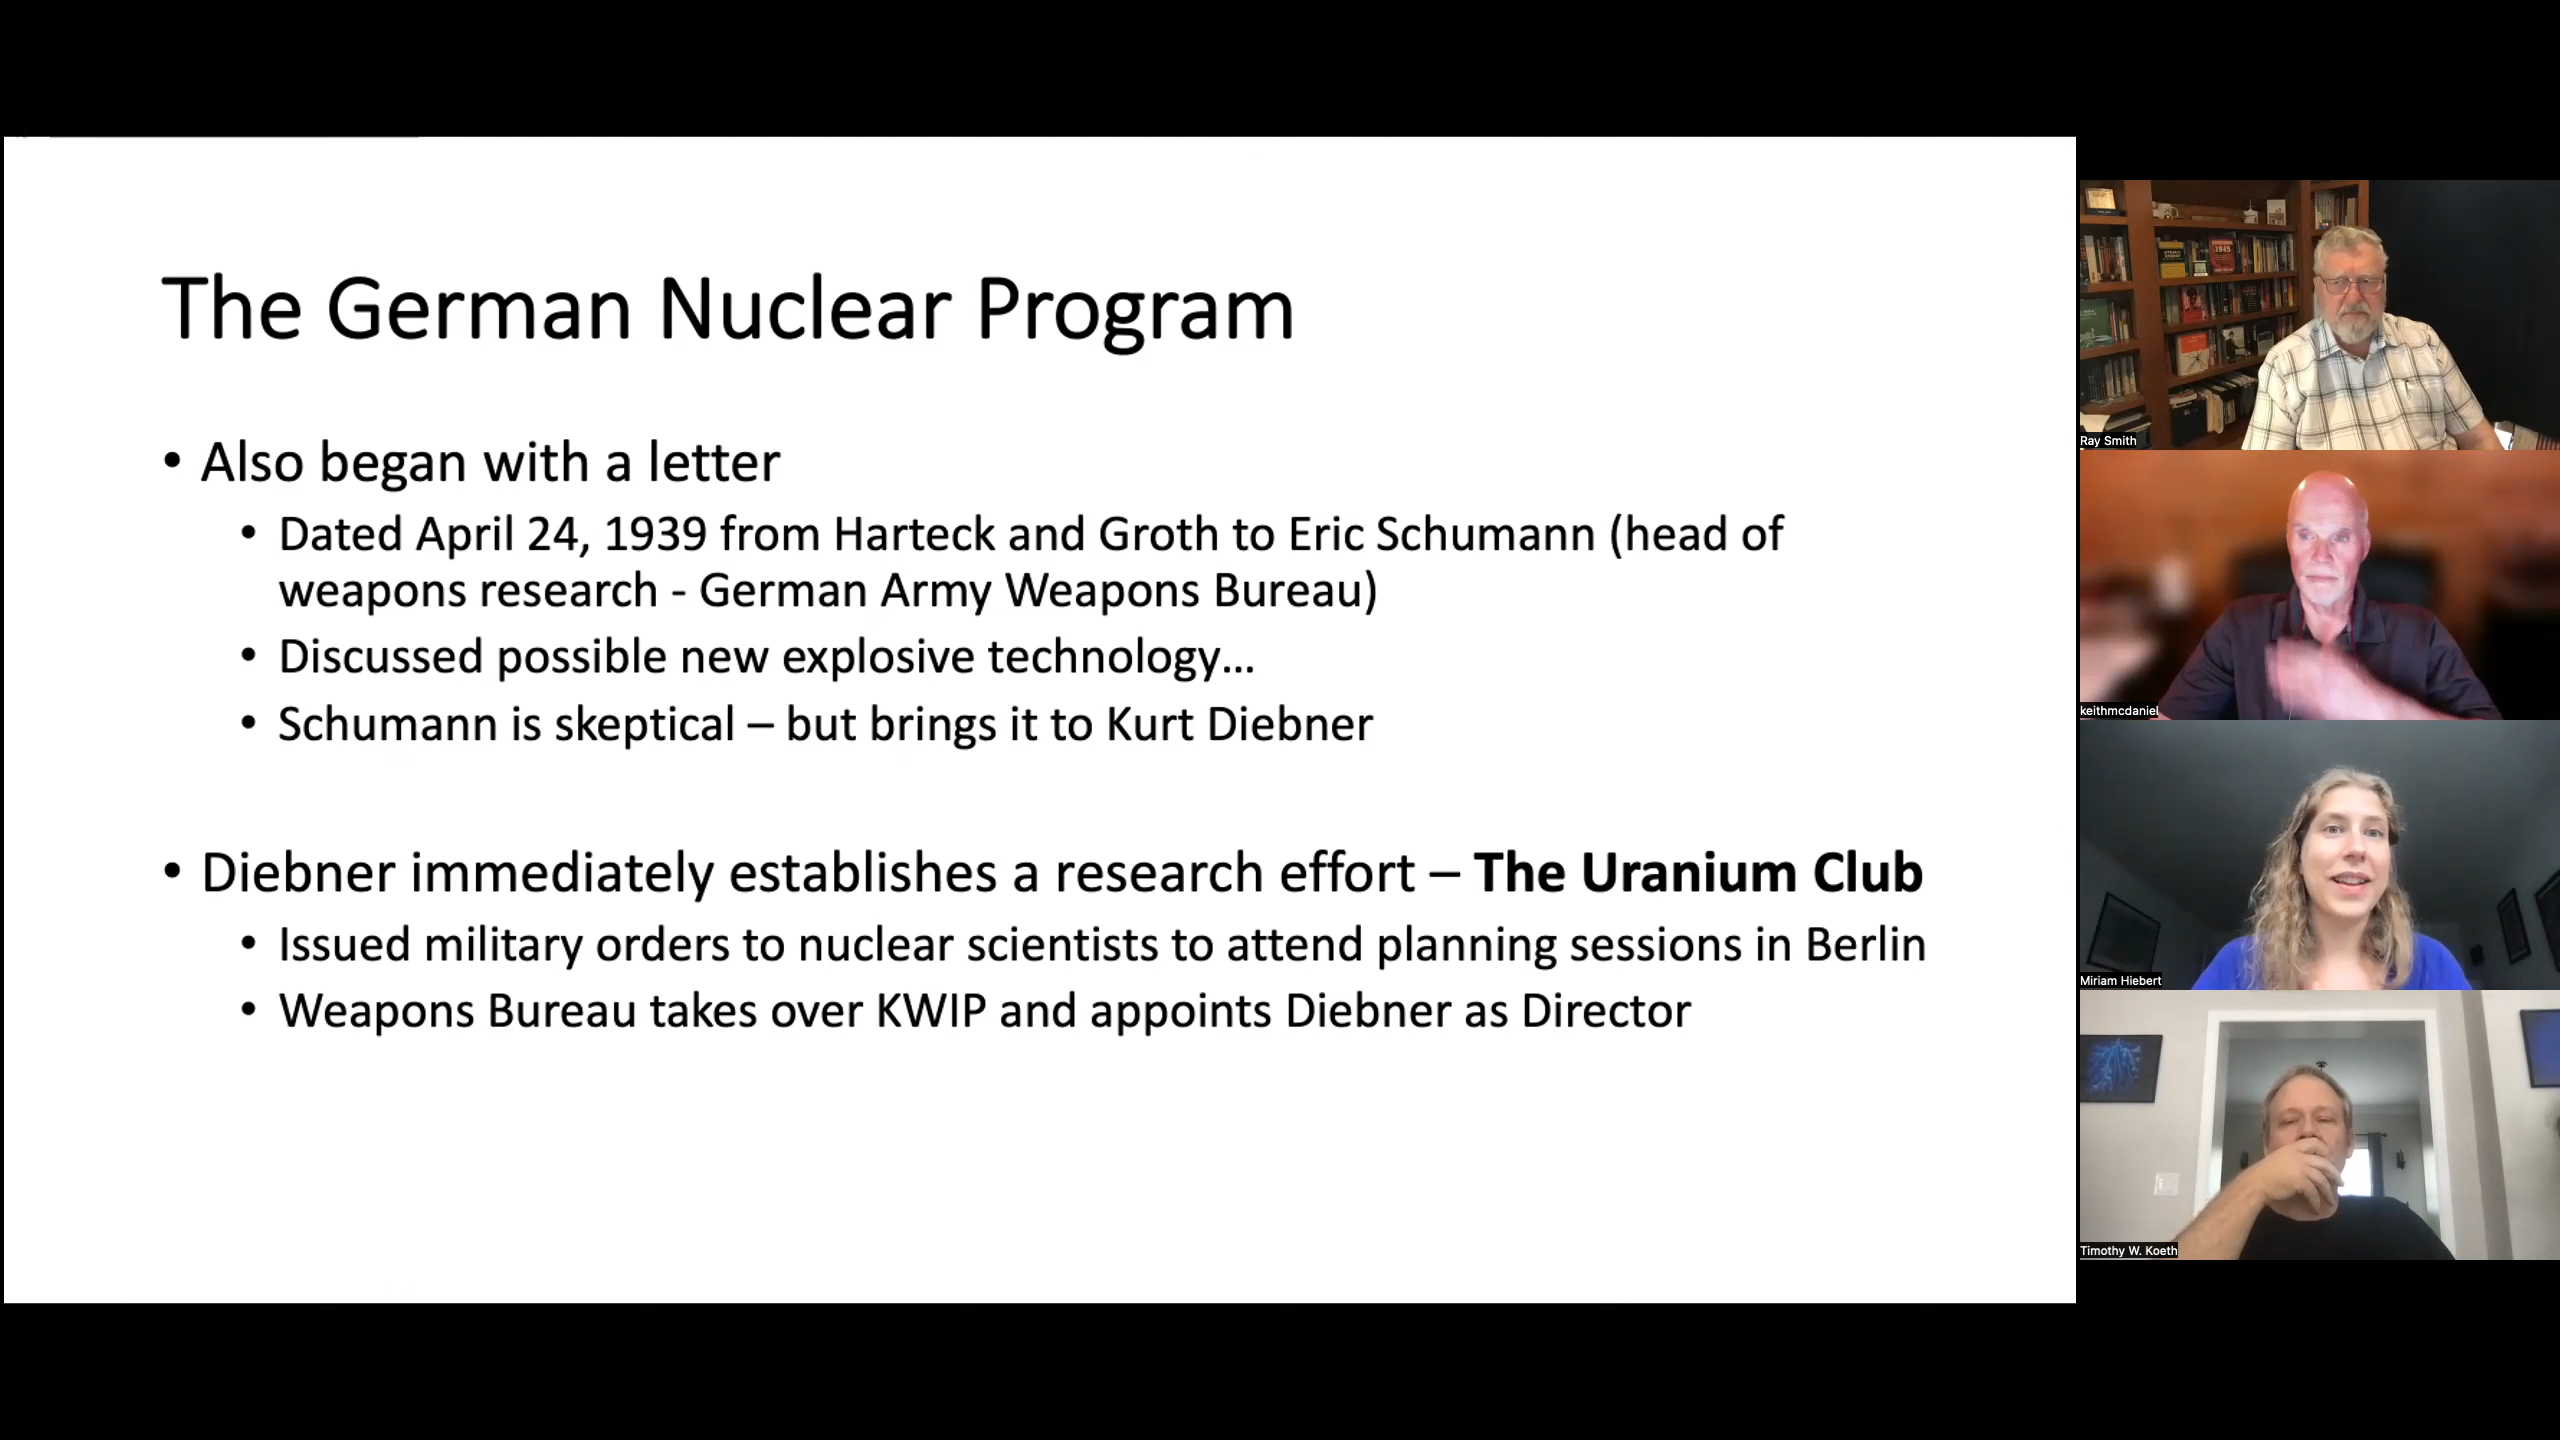 The German Nuclear Program
• Also began with a letter
• Dated April 24, 1939 from Harteck and Groth to Eric Schumann (head of
weapons research - German Army Weapons Bureau)
• Discussed possible new explosive technology...
• Schumann is skeptical – but brings it to Kurt Diebner
• Diebner immediately establishes a research effort – The Uranium Club
• Issued military orders to nuclear scientists to attend planning sessions in Berlin
• Weapons Bureau takes over KWIP and appoints Diebner as Director
Ray Smith
keithmcdaniel
Miriam Hiebert
Timothy W. Koeth
1945